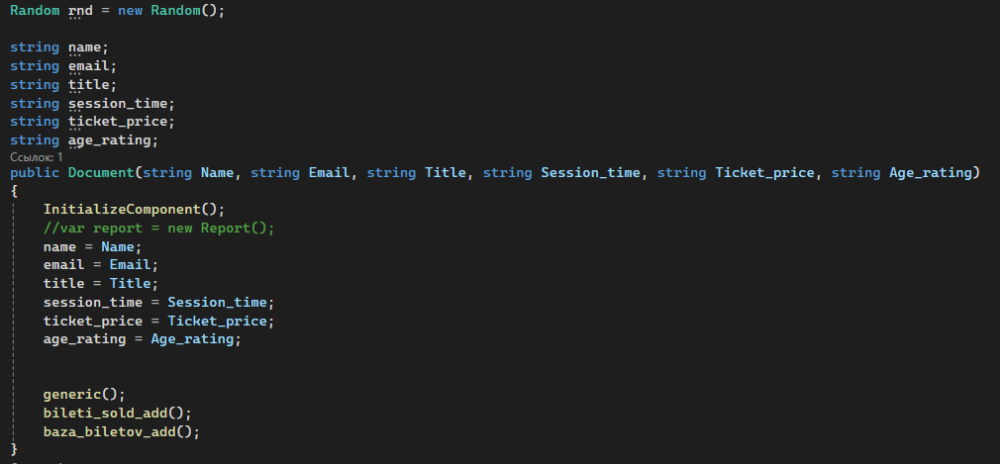 Random rnd = new Random();
string name;
string email;
string title;
string session_time;
string ticket_price;
string age_rating;
Ссылок: 1
public Document(string Name, string Email, string Title, string Session_time, string Ticket_price, string Age_rating)
{
InitializeComponent();
//var report = new Report();
name = Name;
email = Email;
title = Title;
session_time = Session_time;
ticket_price = Ticket_price;
age_rating = Age_rating;
generic();
bileti_sold_add();
baza_biletov_add();
}